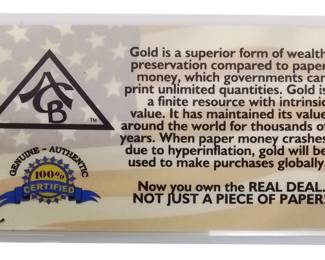 Gold is a superior form of wealth
preservation compared to paper
money, which governments can
print unlimited quantities. Gold is
a finite resource with intrinsic
value. It has maintained its value
around the world for thousands of
years. When paper money crashes
due to hyperinflation, gold will be
used to make purchases globally
Now you own the REAL DEAL.
NOT JUST A PIECE OF PAPER!
ACB
TM
GENUINE - AUTHENTIC
100%
CERTIFIED